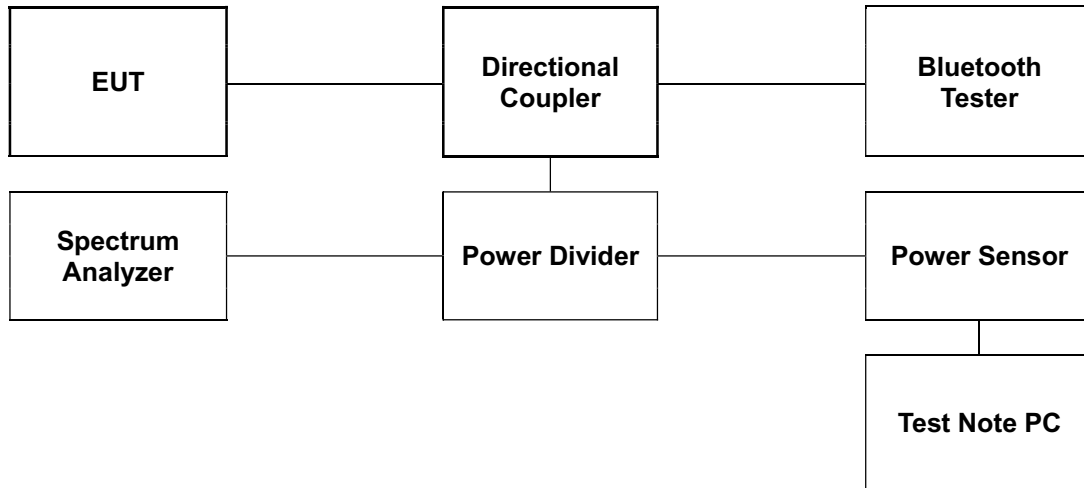 EUT
Directional
Coupler
Bluetooth
Tester
Spectrum
Analyzer
Power Divider
Power Sensor
Test Note PC